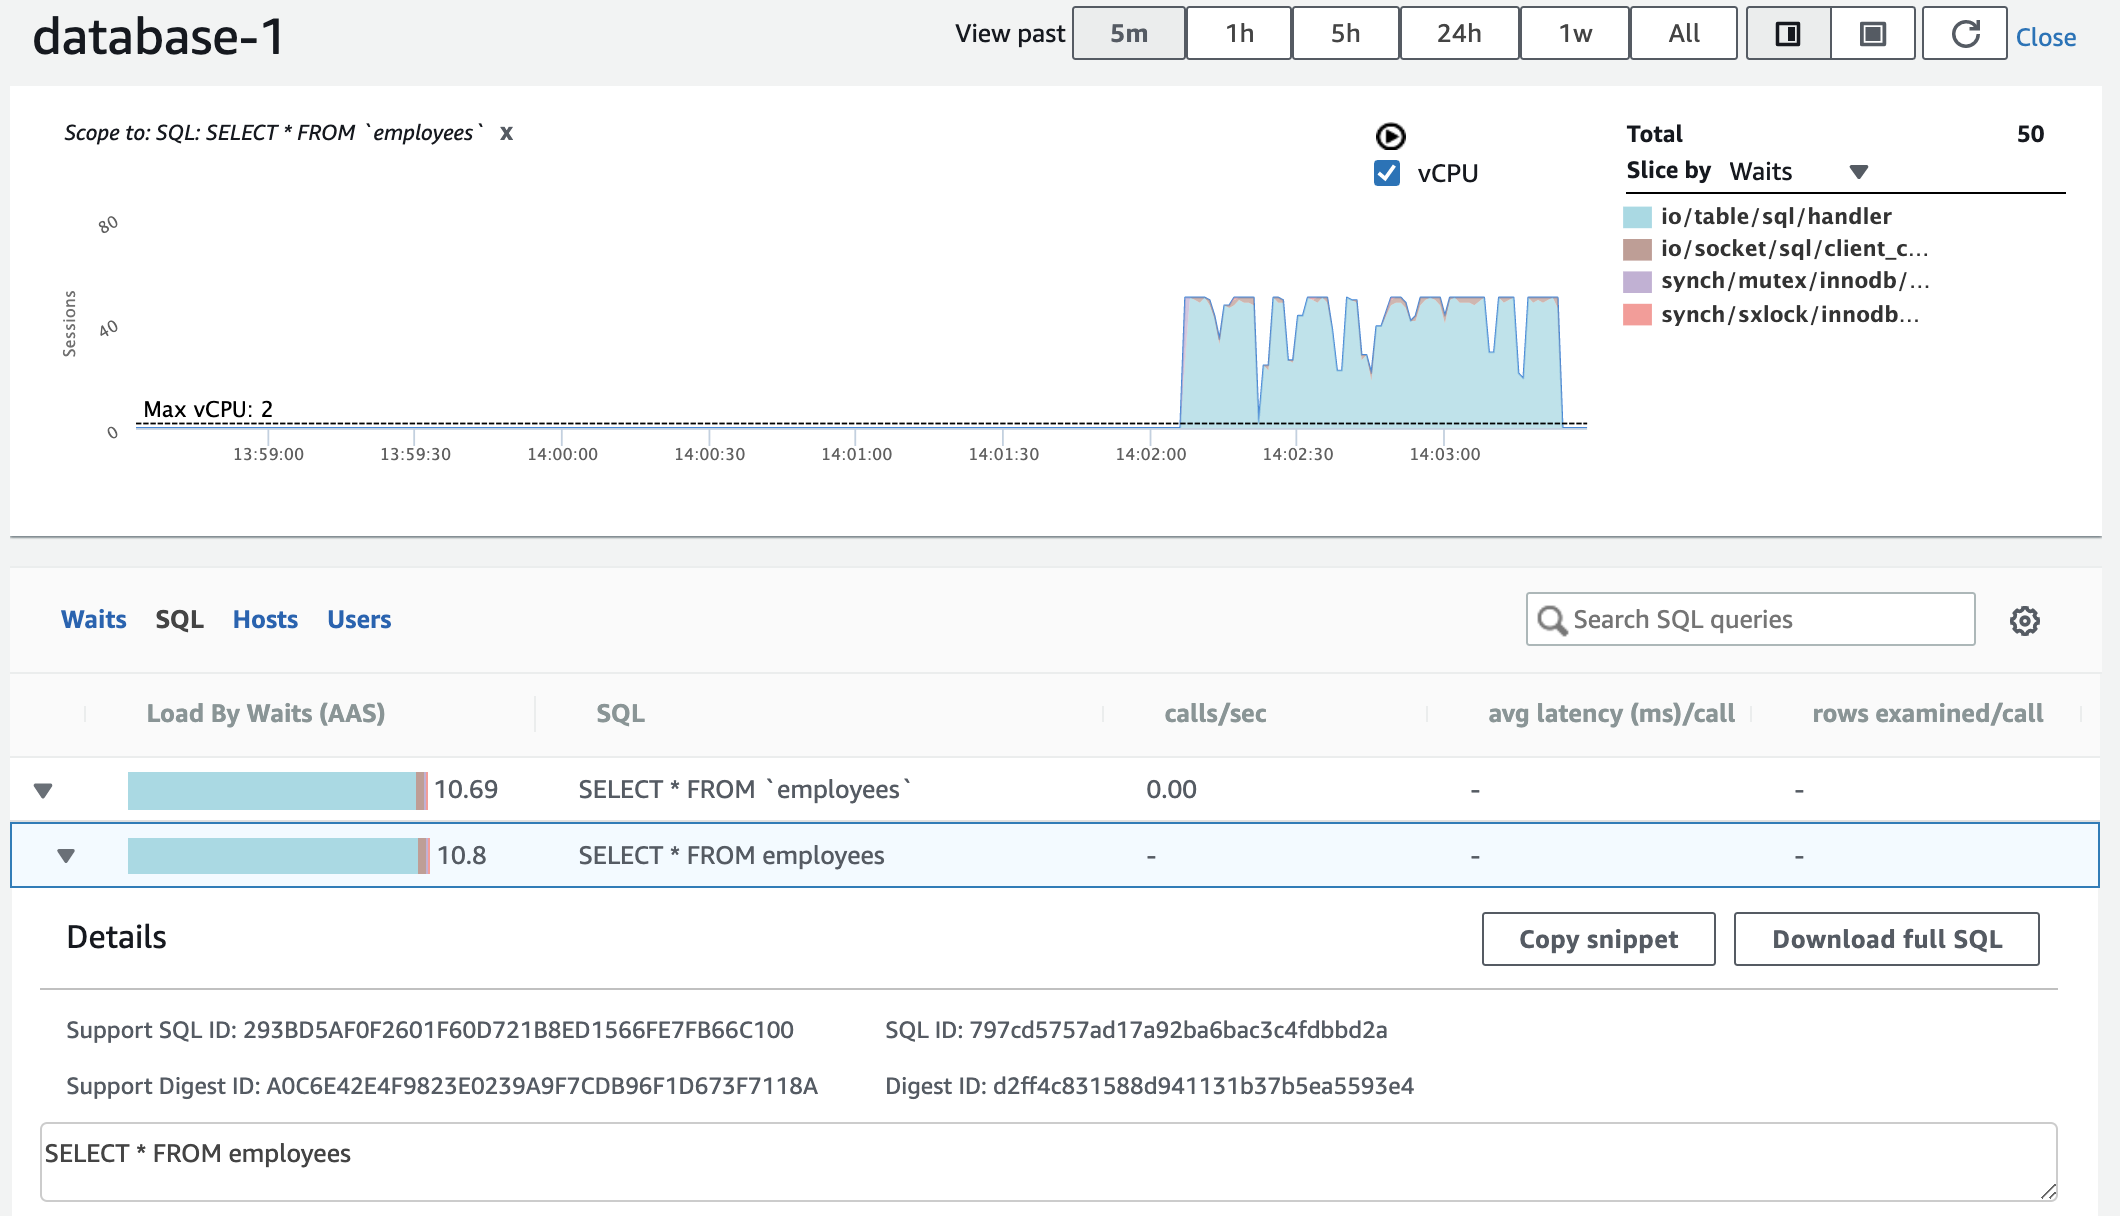 database-1
View past 5m 1h 5h 24h 1w All Close
Scope to: SQL: SELECT * FROM `employees` x
vCPU
Total 50
Slice by Waits
io/table/sql/handler
io/socket/sql/client_c...
synch/mutex/innodb/...
synch/sxlock/innodb...
80
40
0
Sessions
Max vCPU: 2
13:59:00 13:59:30 14:00:00 14:00:30 14:01:00 14:01:30 14:02:00 14:02:30 14:03:00
Waits SQL Hosts Users Search SQL queries
Load By Waits (AAS) SQL calls/sec avg latency (ms)/call rows examined/call
10.69 SELECT * FROM `employees` 0.00 - -
10.8 SELECT * FROM employees - - -
Details Copy snippet Download full SQL
Support SQL ID: 293BD5AF0F2601F60D721B8ED1566FE7FB66C100 SQL ID: 797cd5757ad17a92ba6bac3c4fdbbd2a
Support Digest ID: A0C6E42E4F9823E0239A9F7CDB96F1D673F7118A Digest ID: d2ff4c831588d941131b37b5ea5593e4
SELECT * FROM employees